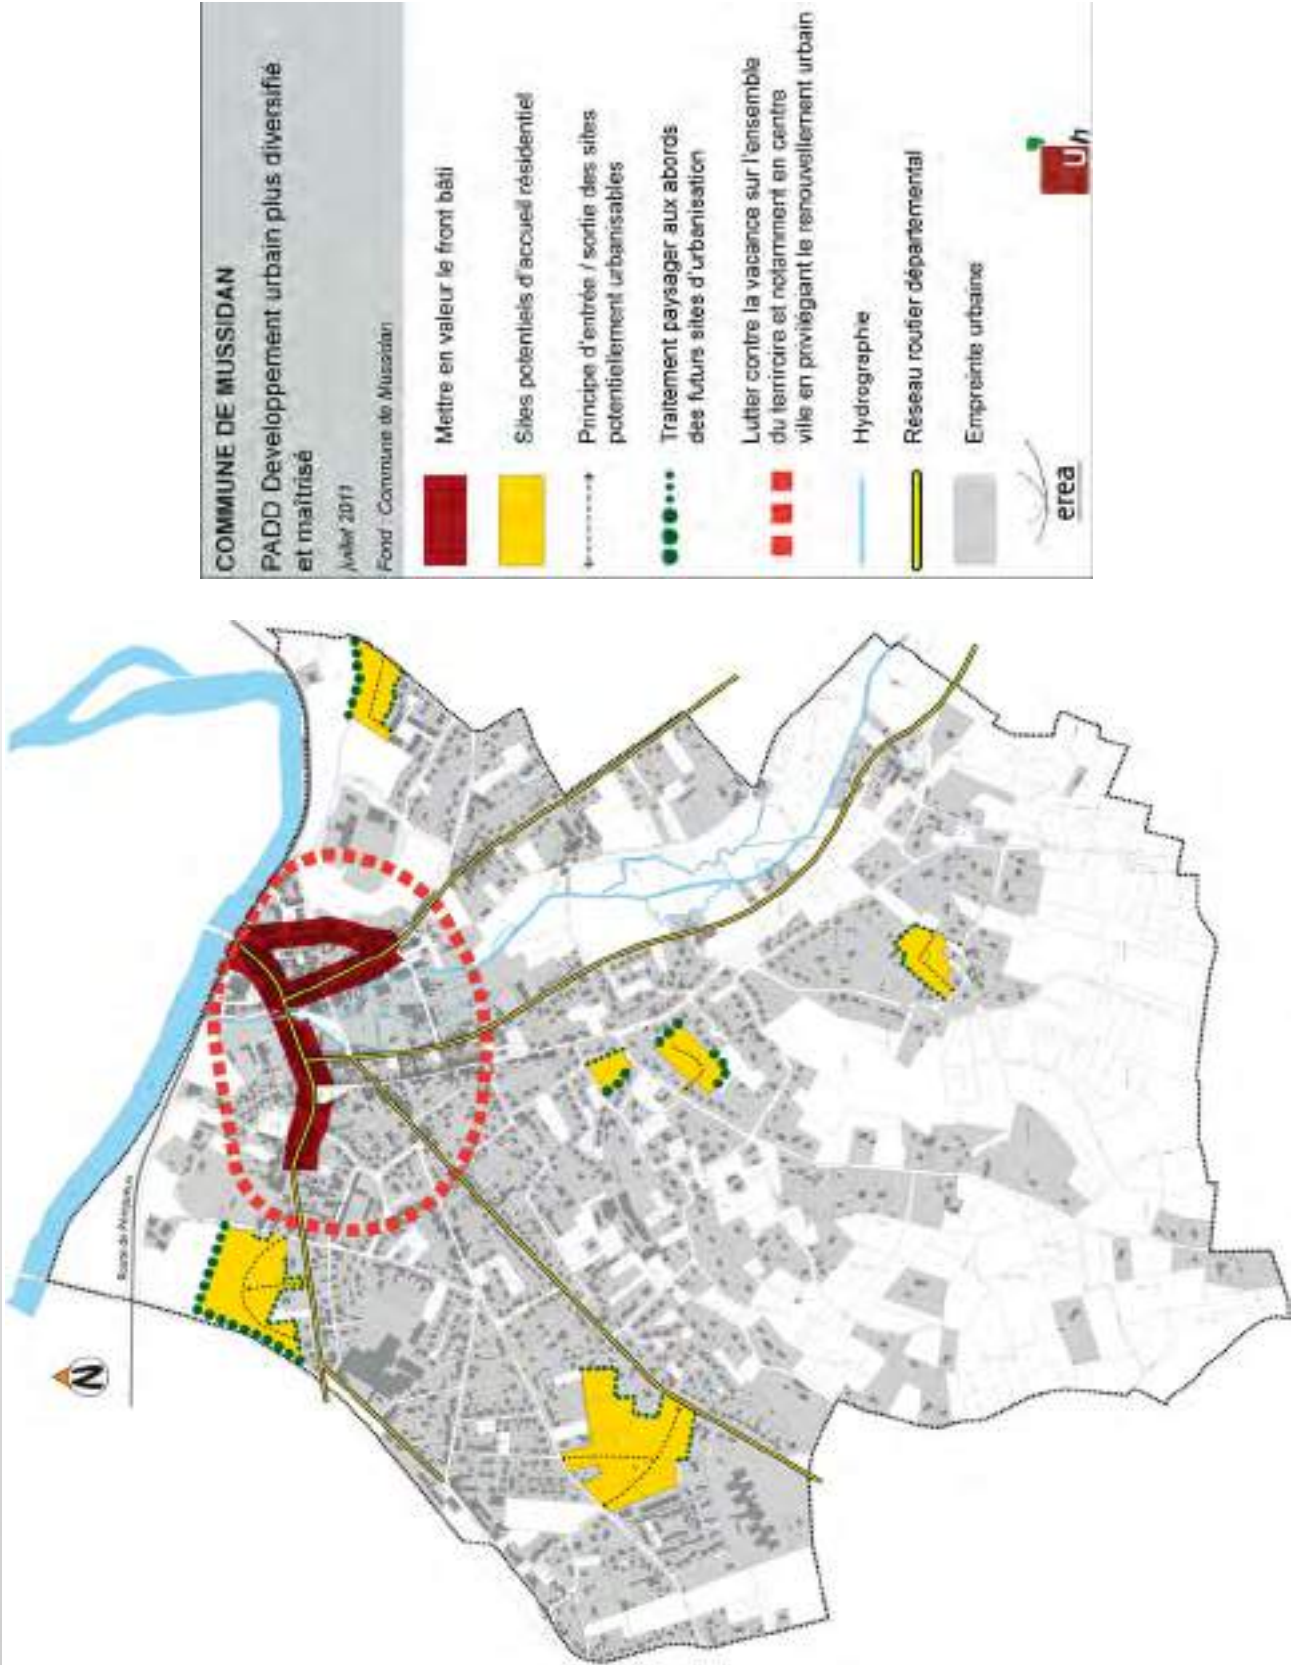 COMMUNE DE MUSSIDAN
PADD Developpement urbain plus diversifié
et maîtrisé
juillet 2011
Fond : Commune de Mussidan
Mettre en valeur le front bâti
Sites potentiels d'accueil résidentiel
Principe d'entrée / sortie des sites
potentiellement urbanisables
Traitement paysager aux abords
des futurs sites d'urbanisation
Lutter contre la vacance sur l'ensemble
du terriroire et notamment en centre
ville en privilégiant le renouvellement urbain
Hydrographie
Réseau routier départemental
Empreinte urbaine
erea
u'h
N